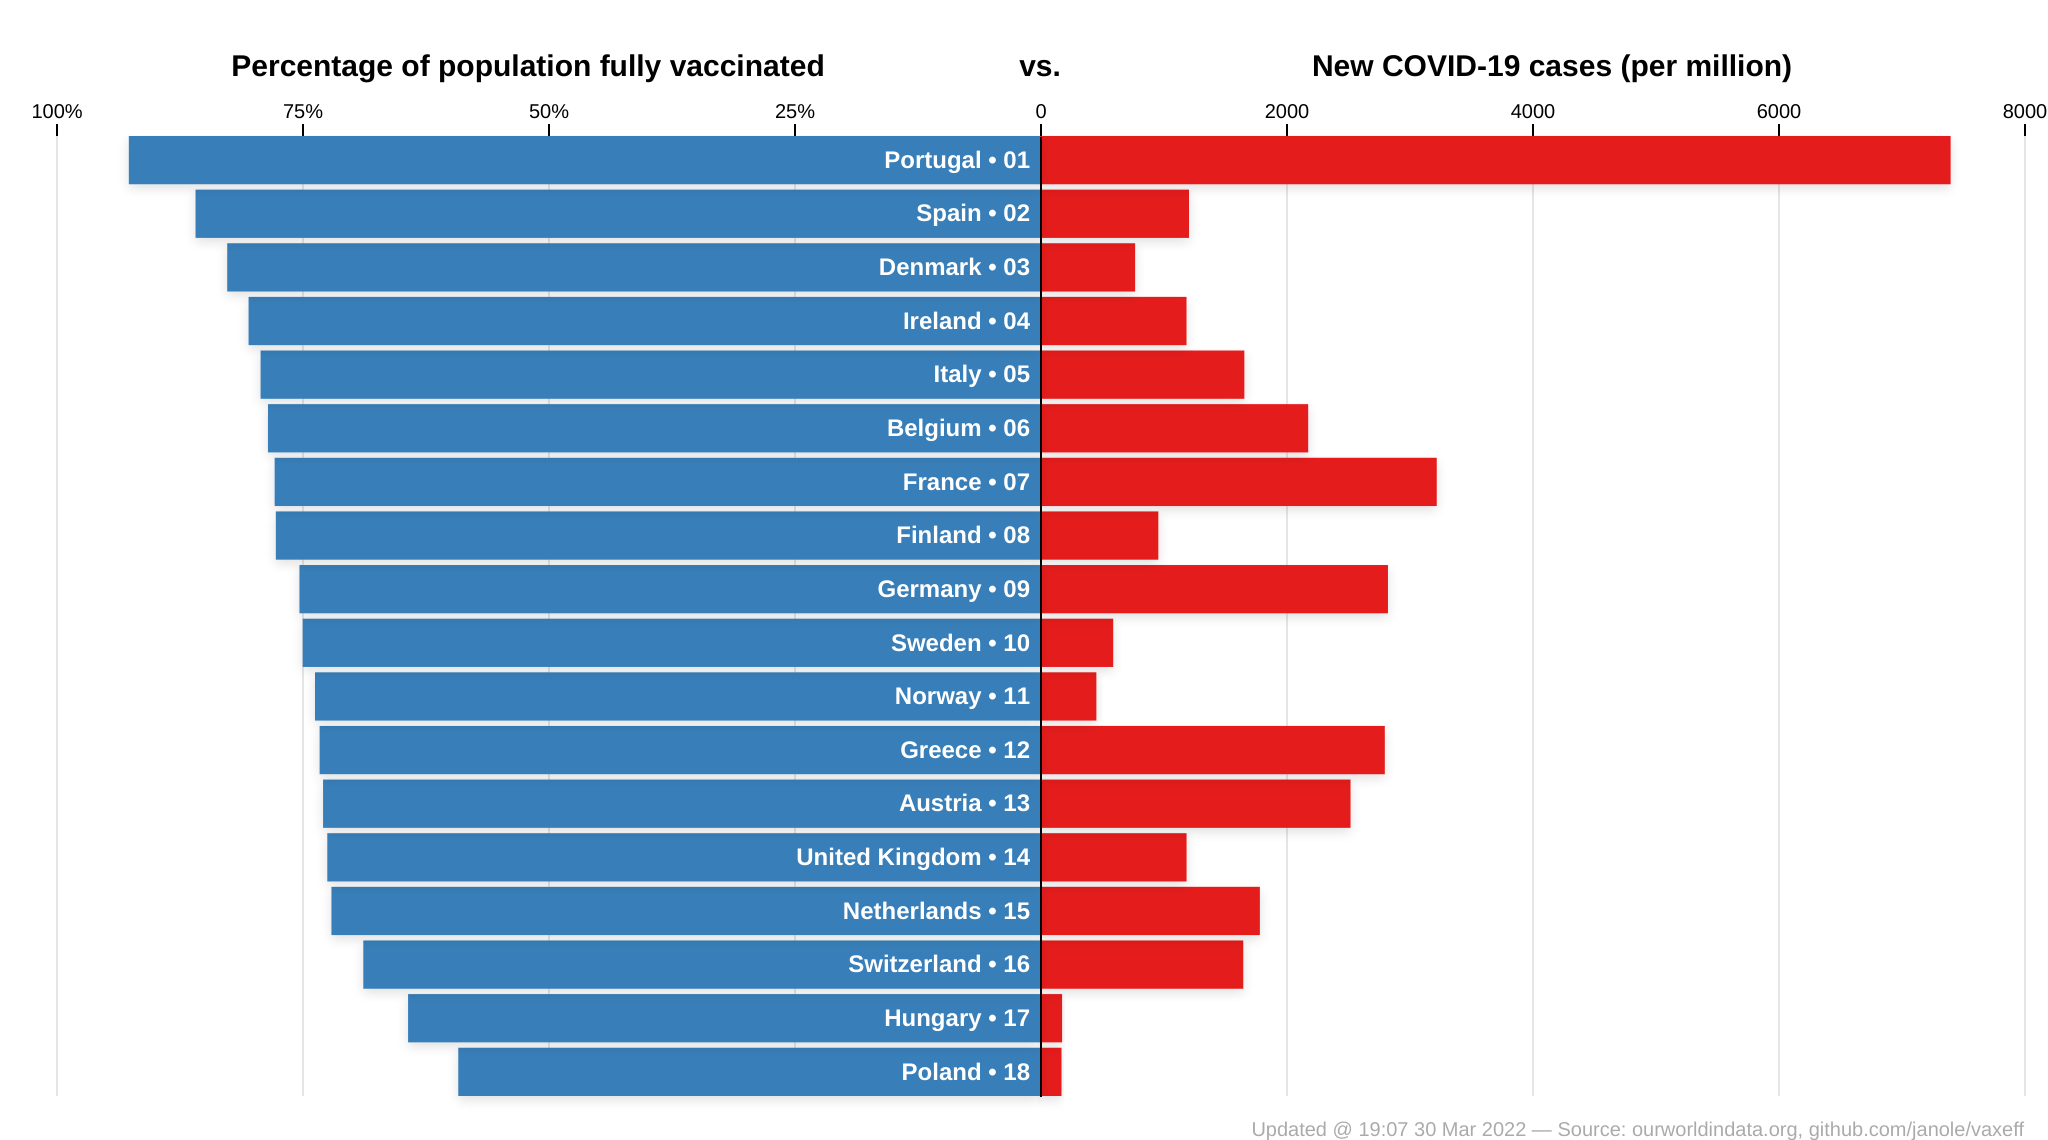 Percentage of population fully vaccinated vs. New COVID-19 cases (per million)
100% 75% 50% 25% 0 2000 4000 6000 8000
Portugal • 01
Spain • 02
Denmark • 03
Ireland • 04
Italy • 05
Belgium • 06
France • 07
Finland • 08
Germany • 09
Sweden • 10
Norway • 11
Greece • 12
Austria • 13
United Kingdom • 14
Netherlands • 15
Switzerland • 16
Hungary • 17
Poland • 18
Updated @ 19:07 30 Mar 2022 — Source: ourworldindata.org, github.com/janole/vaxeff